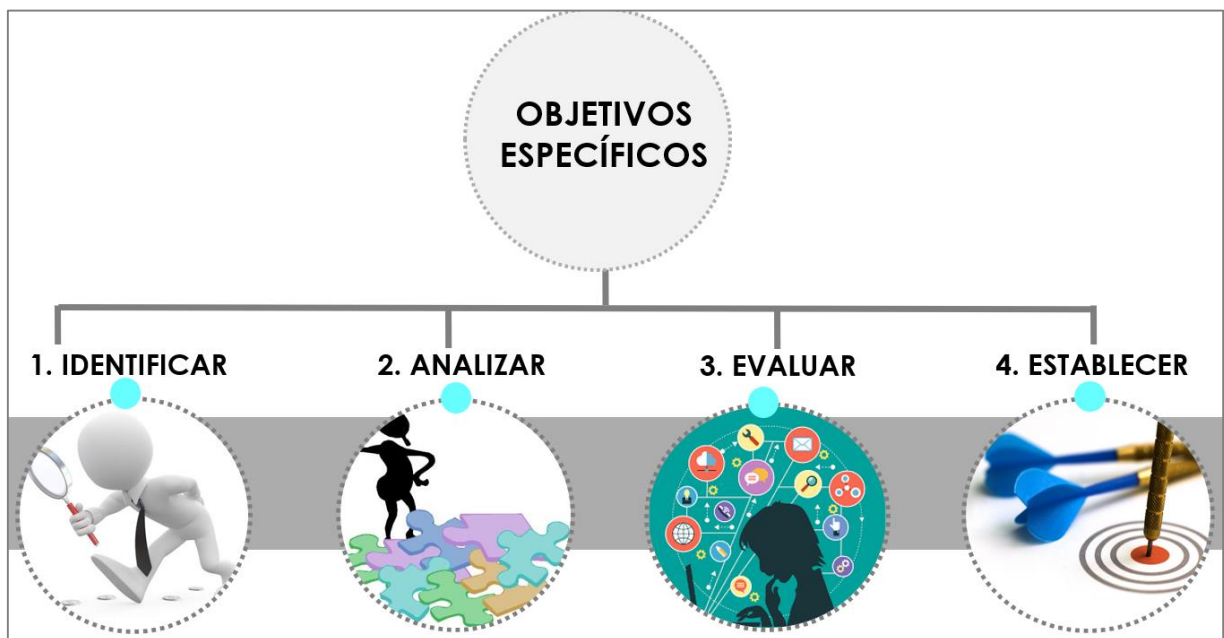 OBJETIVOS
ESPECÍFICOS
1. IDENTIFICAR
2. ANALIZAR
3. EVALUAR
4. ESTABLECER